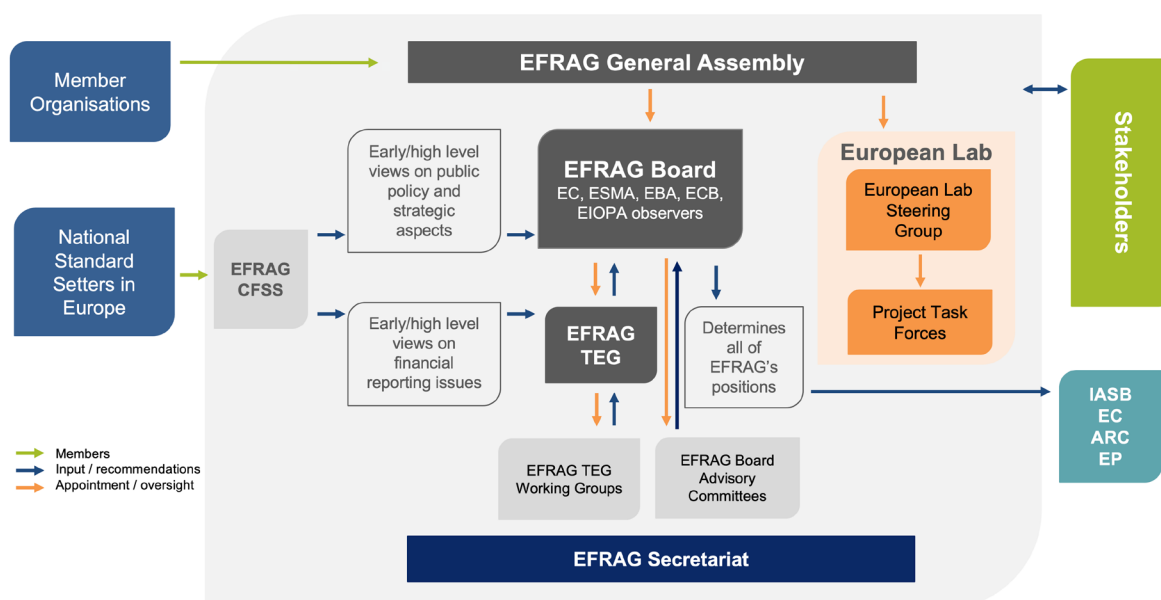 EFRAG General Assembly
Member
Organisations
Early/high level
views on public
policy and
strategic
aspects
EFRAG Board
EC, ESMA, EBA, ECB,
EIOPA observers
European Lab
European Lab
Steering
Group
Project Task
Forces
Stakeholders
National
Standard
Setters in
Europe
EFRAG
CFSS
Early/high level
views on
financial
reporting issues
EFRAG
TEG
Determines
all of
EFRAG's
positions
IASB
EC
ARC
EP
Members
Input / recommendations
Appointment / oversight
EFRAG TEG
Working Groups
EFRAG Board
Advisory
Committees
EFRAG Secretariat